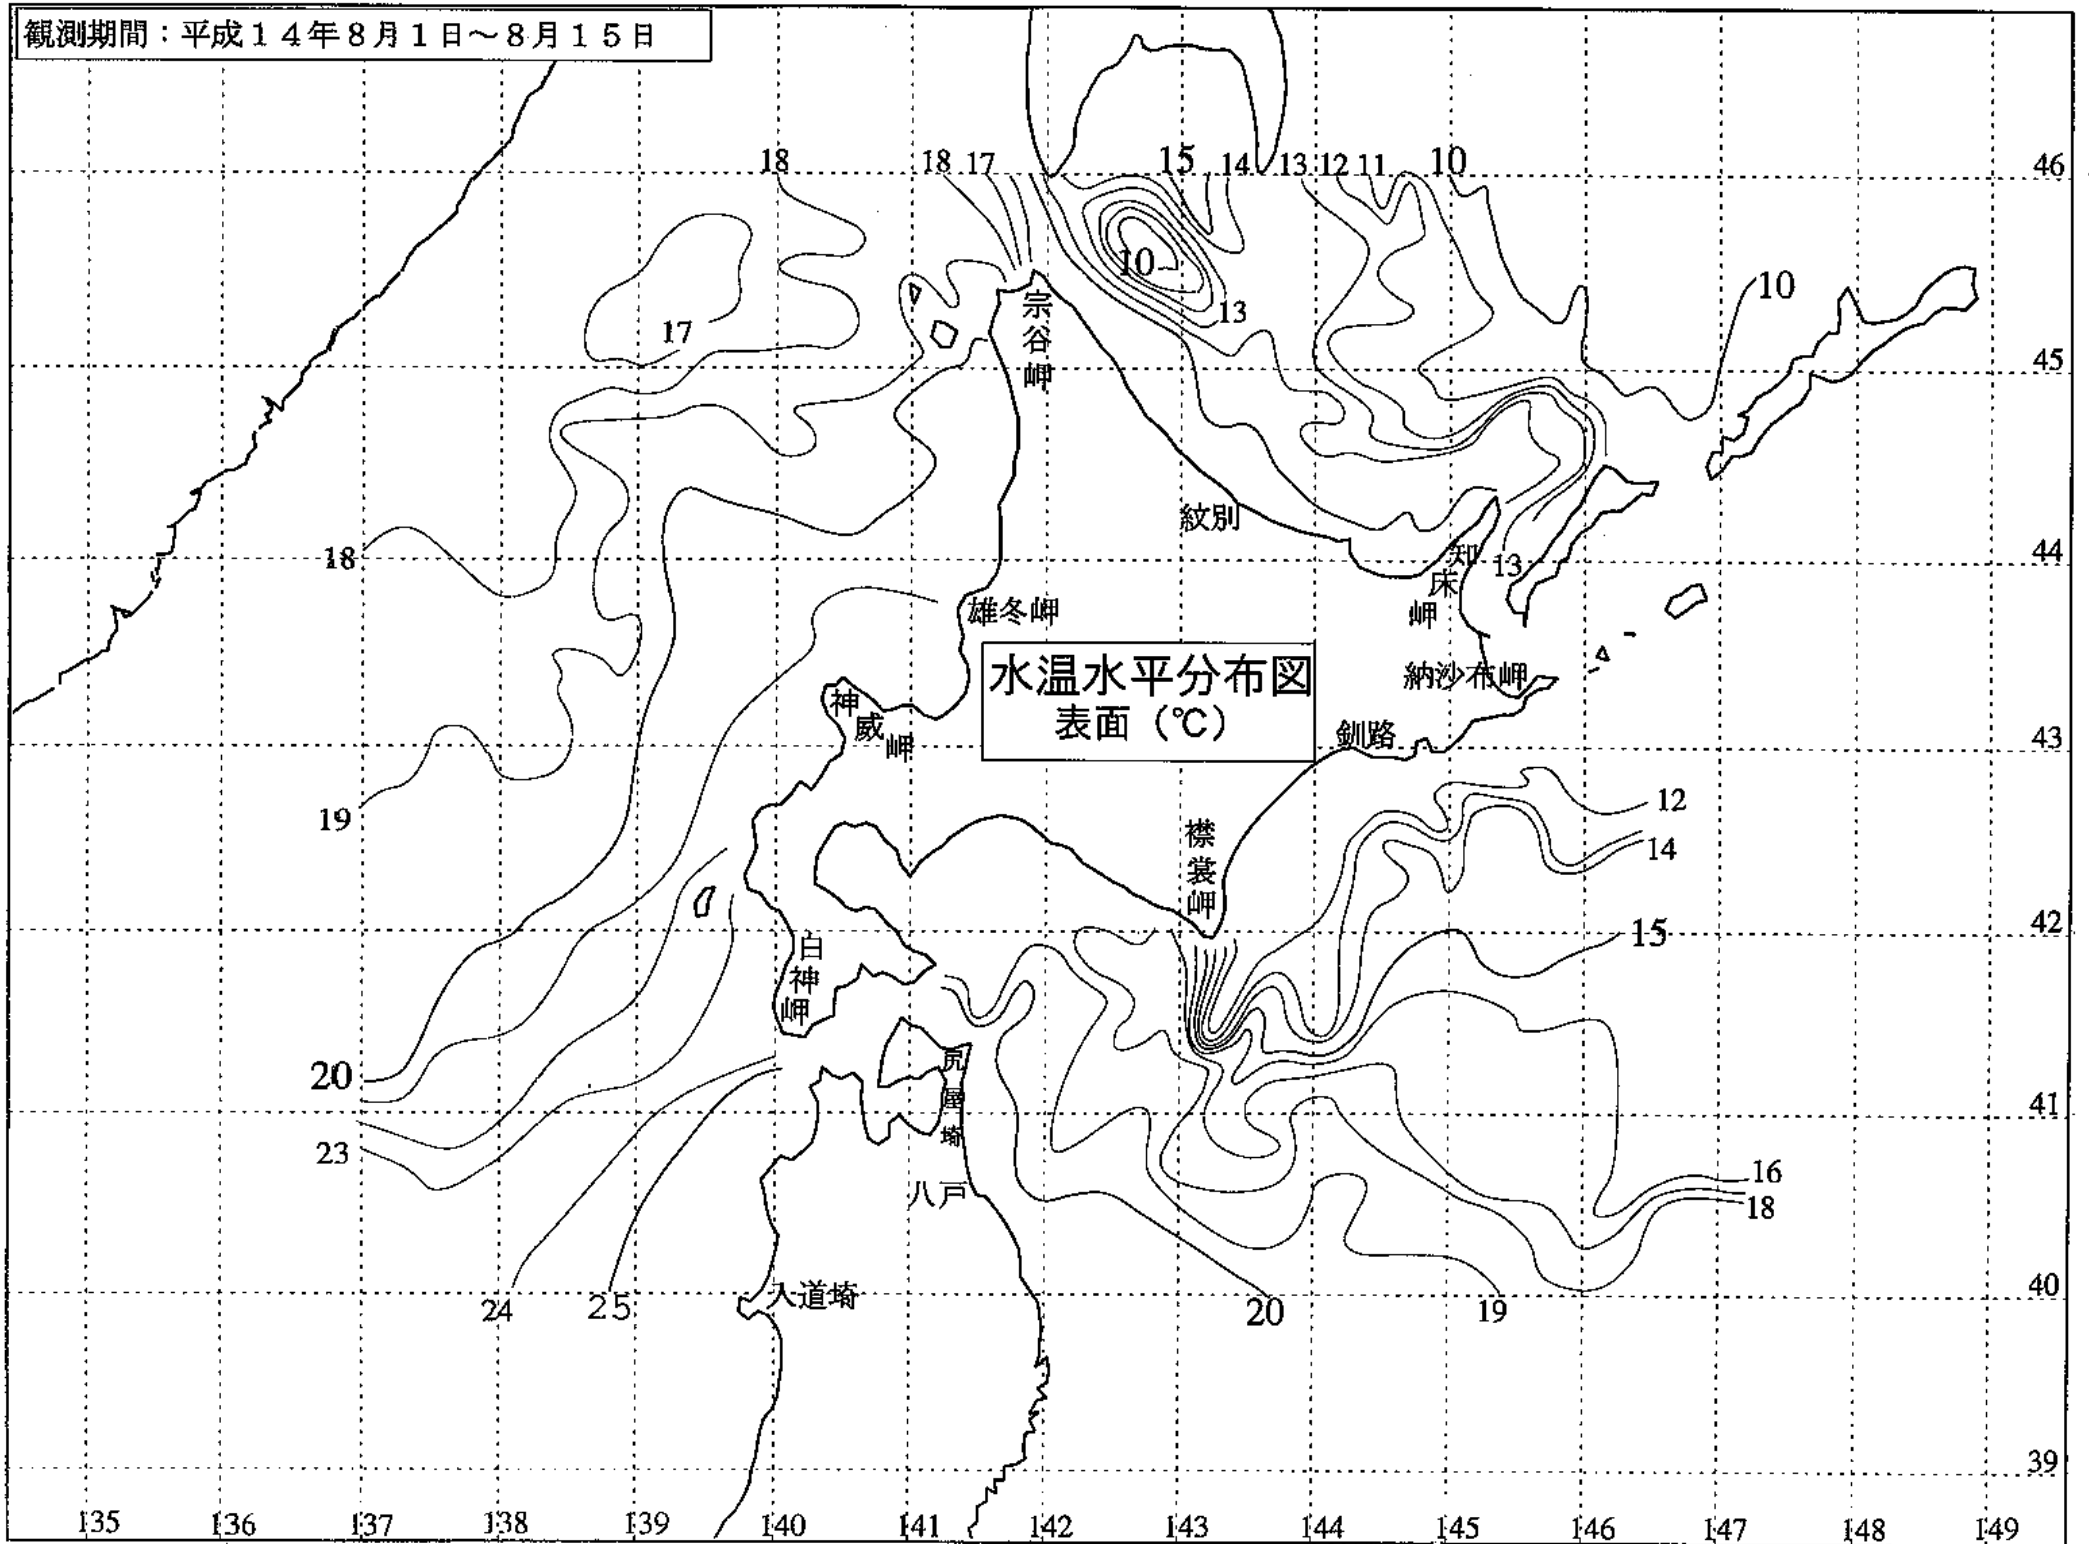 観測期間：平成１４年８月１日～８月１５日
18
18 17
15 14 13 12 11 10
46
10
10
13
17
宗谷岬
45
紋別
18
知床岬
13
44
雄冬岬
水温水平分布図
表面（℃）
納沙布岬
神威岬
釧路
43
19
12
襟裳岬
14
白神岬
15
42
20
尻屋埼
41
23
八戸
16
18
入道埼
40
24 25
20
19
39
135 136 137 138 139 140 141 142 143 144 145 146 147 148 149